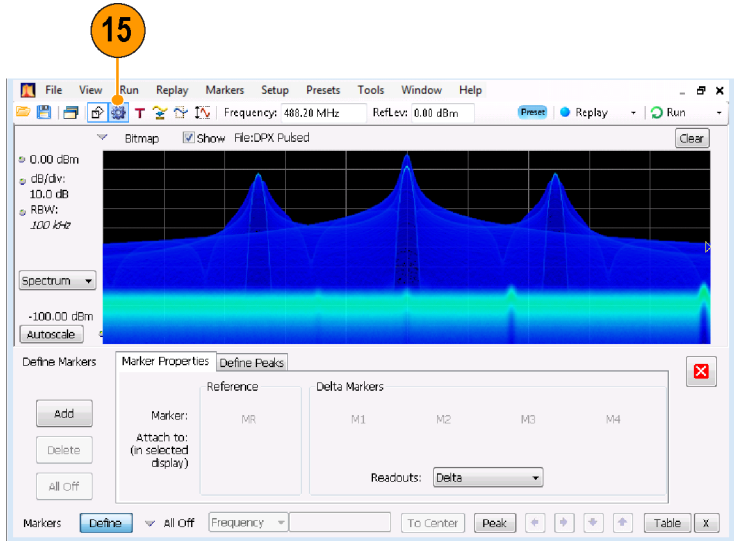 15
File View Run Replay Markers Setup Presets Tools Window Help
T Frequency: 488.20 MHz RefLev: 0.00 dBm Preset Replay Run
Bitmap Show File:DPX Pulsed Clear
0.00 dBm
dB/div:
10.0 dB
RBW:
100 kHz
Spectrum
-100.00 dBm
Autoscale
Define Markers Marker Properties Define Peaks
Reference Delta Markers
Add Marker: MR M1 M2 M3 M4
Attach to:
Delete (in selected
display)
All Off Readouts: Delta
Markers Define All Off Frequency To Center Peak Table X